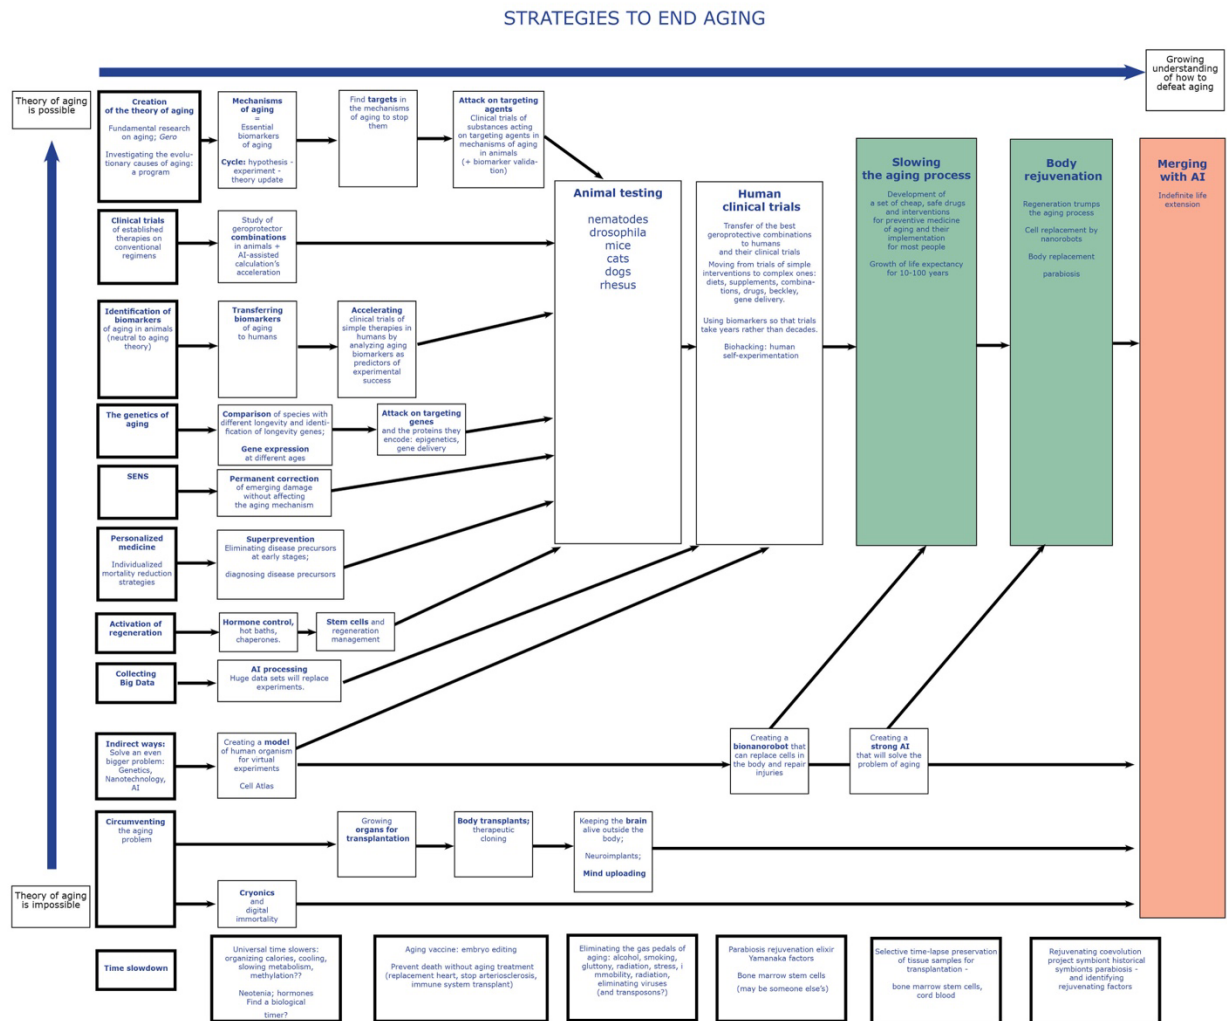 STRATEGIES TO END AGING
Growing
understanding
of how to
defeat aging
Theory of aging
is possible
Creation
of the theory of aging
Fundamental research
on aging; Gero
Investigating the evolu-
tionary causes of aging:
a program
Mechanisms
of aging
=
Essential
biomarkers
of aging
Cycle: hypothesis -
experiment -
theory update
Find targets in
the mechanisms
of aging to stop
them
Attack on targeting
agents
Clinical trials of
substances acting
on targeting agents in
mechanisms of aging
in animals
(+ biomarker valida-
tion)
Clinical trials
of established
therapies on
conventional
regimens
Study of
geroprotector
combinations
in animals +
AI-assisted
calculation's
acceleration
Identification of
biomarkers
of aging in animals
(neutral to aging
theory)
Transferring
biomarkers
of aging
to humans
Accelerating
clinical trials of
simple therapies in
humans by
analyzing aging
biomarkers as
predictors of
experimental
success
The genetics of
aging
Comparison of species with
different longevity and identi-
fication of longevity genes;
Gene expression
at different ages
Attack on targeting
genes
and the proteins they
encode: epigenetics,
gene delivery
SENS
Permanent correction
of emerging damage
without affecting
the aging mechanism
Personalized
medicine
Individualized
mortality reduction
strategies
Superprevention
Eliminating disease precursors
at early stages;
diagnosing disease precursors
Activation of
regeneration
Hormone control,
hot baths,
chaperones.
Stem cells and
regeneration
management
Collecting
Big Data
AI processing
Huge data sets will replace
experiments.
Animal testing
nematodes
drosophila
mice
cats
dogs
rhesus
Human
clinical trials
Transfer of the best
geroprotective combinations
to humans
and their clinical trials
Moving from trials of simple
interventions to complex ones:
diets, supplements, combina-
tions, drugs, beckley,
gene delivery.
Using biomarkers so that trials
take years rather than decades.
Biohacking: human
self-experimentation
Slowing
the aging process
Development of
a set of cheap, safe drugs
and interventions
for preventive medicine
of aging and their
implementation
for most people
Growth of life expectancy
for 10-100 years
Body
rejuvenation
Regeneration trumps
the aging process
Cell replacement by
nanorobots
Body replacement
parabiosis
Merging
with AI
Indefinite life
extension
Indirect ways:
Solve an even
bigger problem:
Genetics,
Nanotechnology,
AI
Creating a model
of human organism
for virtual
experiments
Cell Atlas
Creating a
bionanorobot that
can replace cells in
the body and repair
injuries
Creating a
strong AI
that will solve the
problem of aging
Circumventing
the aging
problem
Growing
organs for
transplantation
Body transplants;
therapeutic
cloning
Keeping the brain
alive outside the
body;
Neuroimplants;
Mind uploading
Theory of aging
is impossible
Cryonics
and
digital
immortality
Time slowdown
Universal time slowers:
organizing calories, cooling,
slowing metabolism,
methylation??
Neotenia; hormones
Find a biological
timer?
Aging vaccine: embryo editing
Prevent death without aging treatment
(replacement heart, stop arteriosclerosis,
immune system transplant)
Eliminating the gas pedals of
aging: alcohol, smoking,
gluttony, radiation, stress, i
mmobility, radiation,
eliminating viruses
(and transposons?)
Parabiosis rejuvenation elixir
Yamanaka factors
Bone marrow stem cells
(may be someone else's)
Selective time-lapse preservation
of tissue samples for
transplantation -
bone marrow stem cells,
cord blood
Rejuvenating coevolution
project symbiont historical
symbionts parabiosis -
and identifying
rejuvenating factors